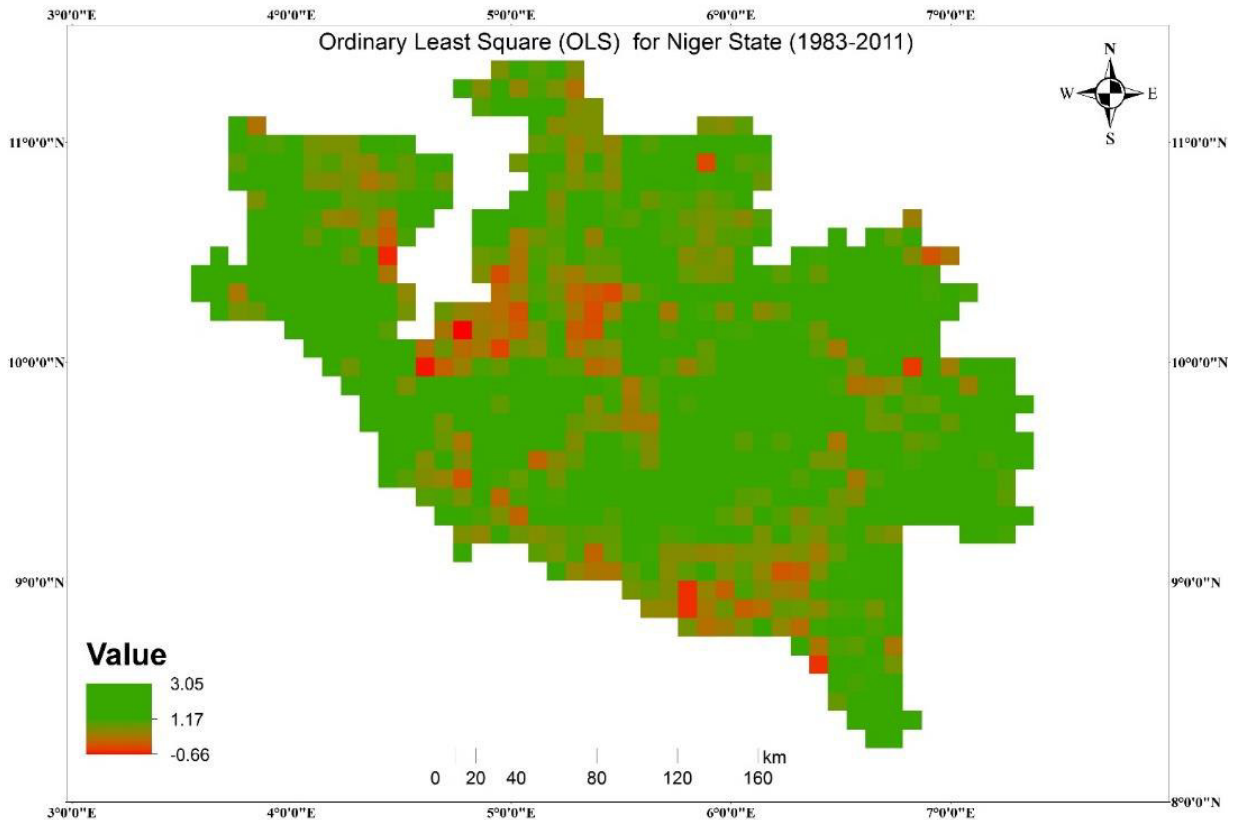 3°0'0"E 4°0'0"E 5°0'0"E 6°0'0"E 7°0'0"E
Ordinary Least Square (OLS) for Niger State (1983-2011)
N
W E
S
11°0'0"N 11°0'0"N
10°0'0"N 10°0'0"N
9°0'0"N 9°0'0"N
Value
3.05
1.17
-0.66
km
0 20 40 80 120 160
8°0'0"N
3°0'0"E 4°0'0"E 5°0'0"E 6°0'0"E 7°0'0"E